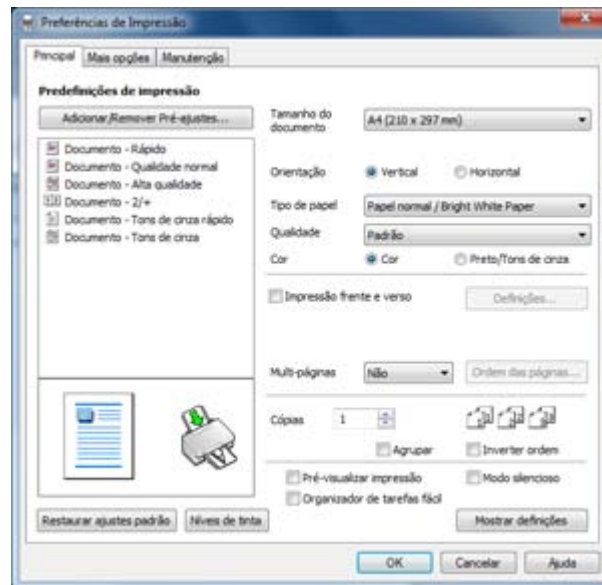 Preferências de Impressão
Principal Mais opções Manutenção
Predefinições de impressão
Adicionar/Remover Pré-ajustes...
Documento - Rápido
Documento - Qualidade normal
Documento - Alta qualidade
Documento - 2/+
Documento - Tons de cinza rápido
Documento - Tons de cinza
Restaurar ajustes padrão Níveis de tinta
Tamanho do documento A4 (210 x 297 mm)
Orientação Vertical Horizontal
Tipo de papel Papel normal / Bright White Paper
Qualidade Padrão
Cor Cor Preto/Tons de cinza
Impressão frente e verso Definições...
Multi-páginas Não Ordem das páginas...
Cópias 1
Agrupar Inverter ordem
Pré-visualizar impressão Modo silencioso
Organizador de tarefas fácil
Mostrar definições
OK Cancelar Ajuda